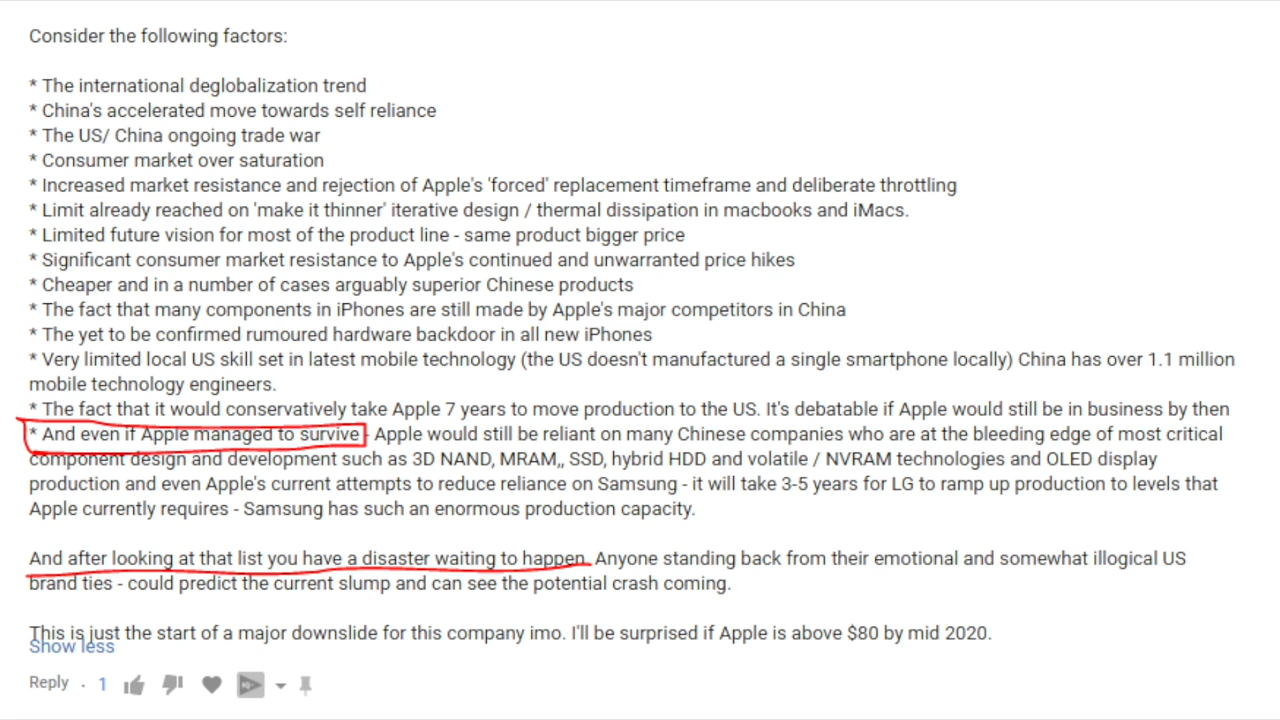 Consider the following factors:
* The international deglobalization trend
* China's accelerated move towards self reliance
* The US/ China ongoing trade war
* Consumer market over saturation
* Increased market resistance and rejection of Apple's 'forced' replacement timeframe and deliberate throttling
* Limit already reached on 'make it thinner' iterative design / thermal dissipation in macbooks and iMacs.
* Limited future vision for most of the product line - same product bigger price
* Significant consumer market resistance to Apple's continued and unwarranted price hikes
* Cheaper and in a number of cases arguably superior Chinese products
* The fact that many components in iPhones are still made by Apple's major competitors in China
* The yet to be confirmed rumoured hardware backdoor in all new iPhones
* Very limited local US skill set in latest mobile technology (the US doesn't manufactured a single smartphone locally) China has over 1.1 million
mobile technology engineers.
* The fact that it would conservatively take Apple 7 years to move production to the US. It's debatable if Apple would still be in business by then
* And even if Apple managed to survive - Apple would still be reliant on many Chinese companies who are at the bleeding edge of most critical
component design and development such as 3D NAND, MRAM,, SSD, hybrid HDD and volatile / NVRAM technologies and OLED display
production and even Apple's current attempts to reduce reliance on Samsung - it will take 3-5 years for LG to ramp up production to levels that
Apple currently requires - Samsung has such an enormous production capacity.
And after looking at that list you have a disaster waiting to happen. Anyone standing back from their emotional and somewhat illogical US
brand ties - could predict the current slump and can see the potential crash coming.
This is just the start of a major downslide for this company imo. I'll be surprised if Apple is above $80 by mid 2020.
Show less
Reply · 1